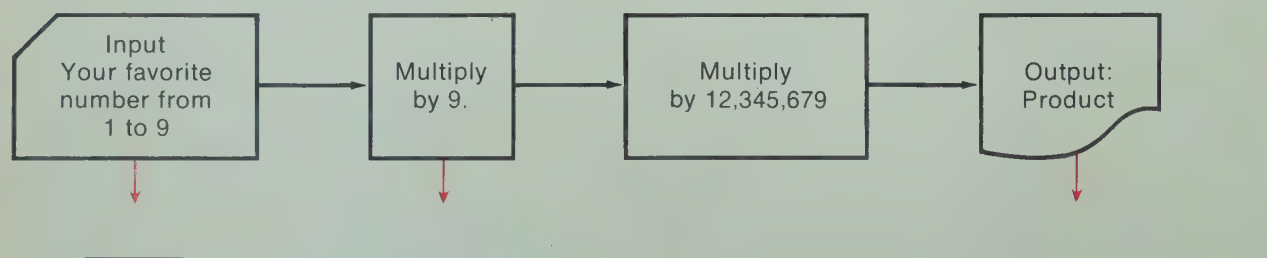 Input
Your favorite
number from
1 to 9
Multiply
by 9.
Multiply
by 12,345,679
Output:
Product